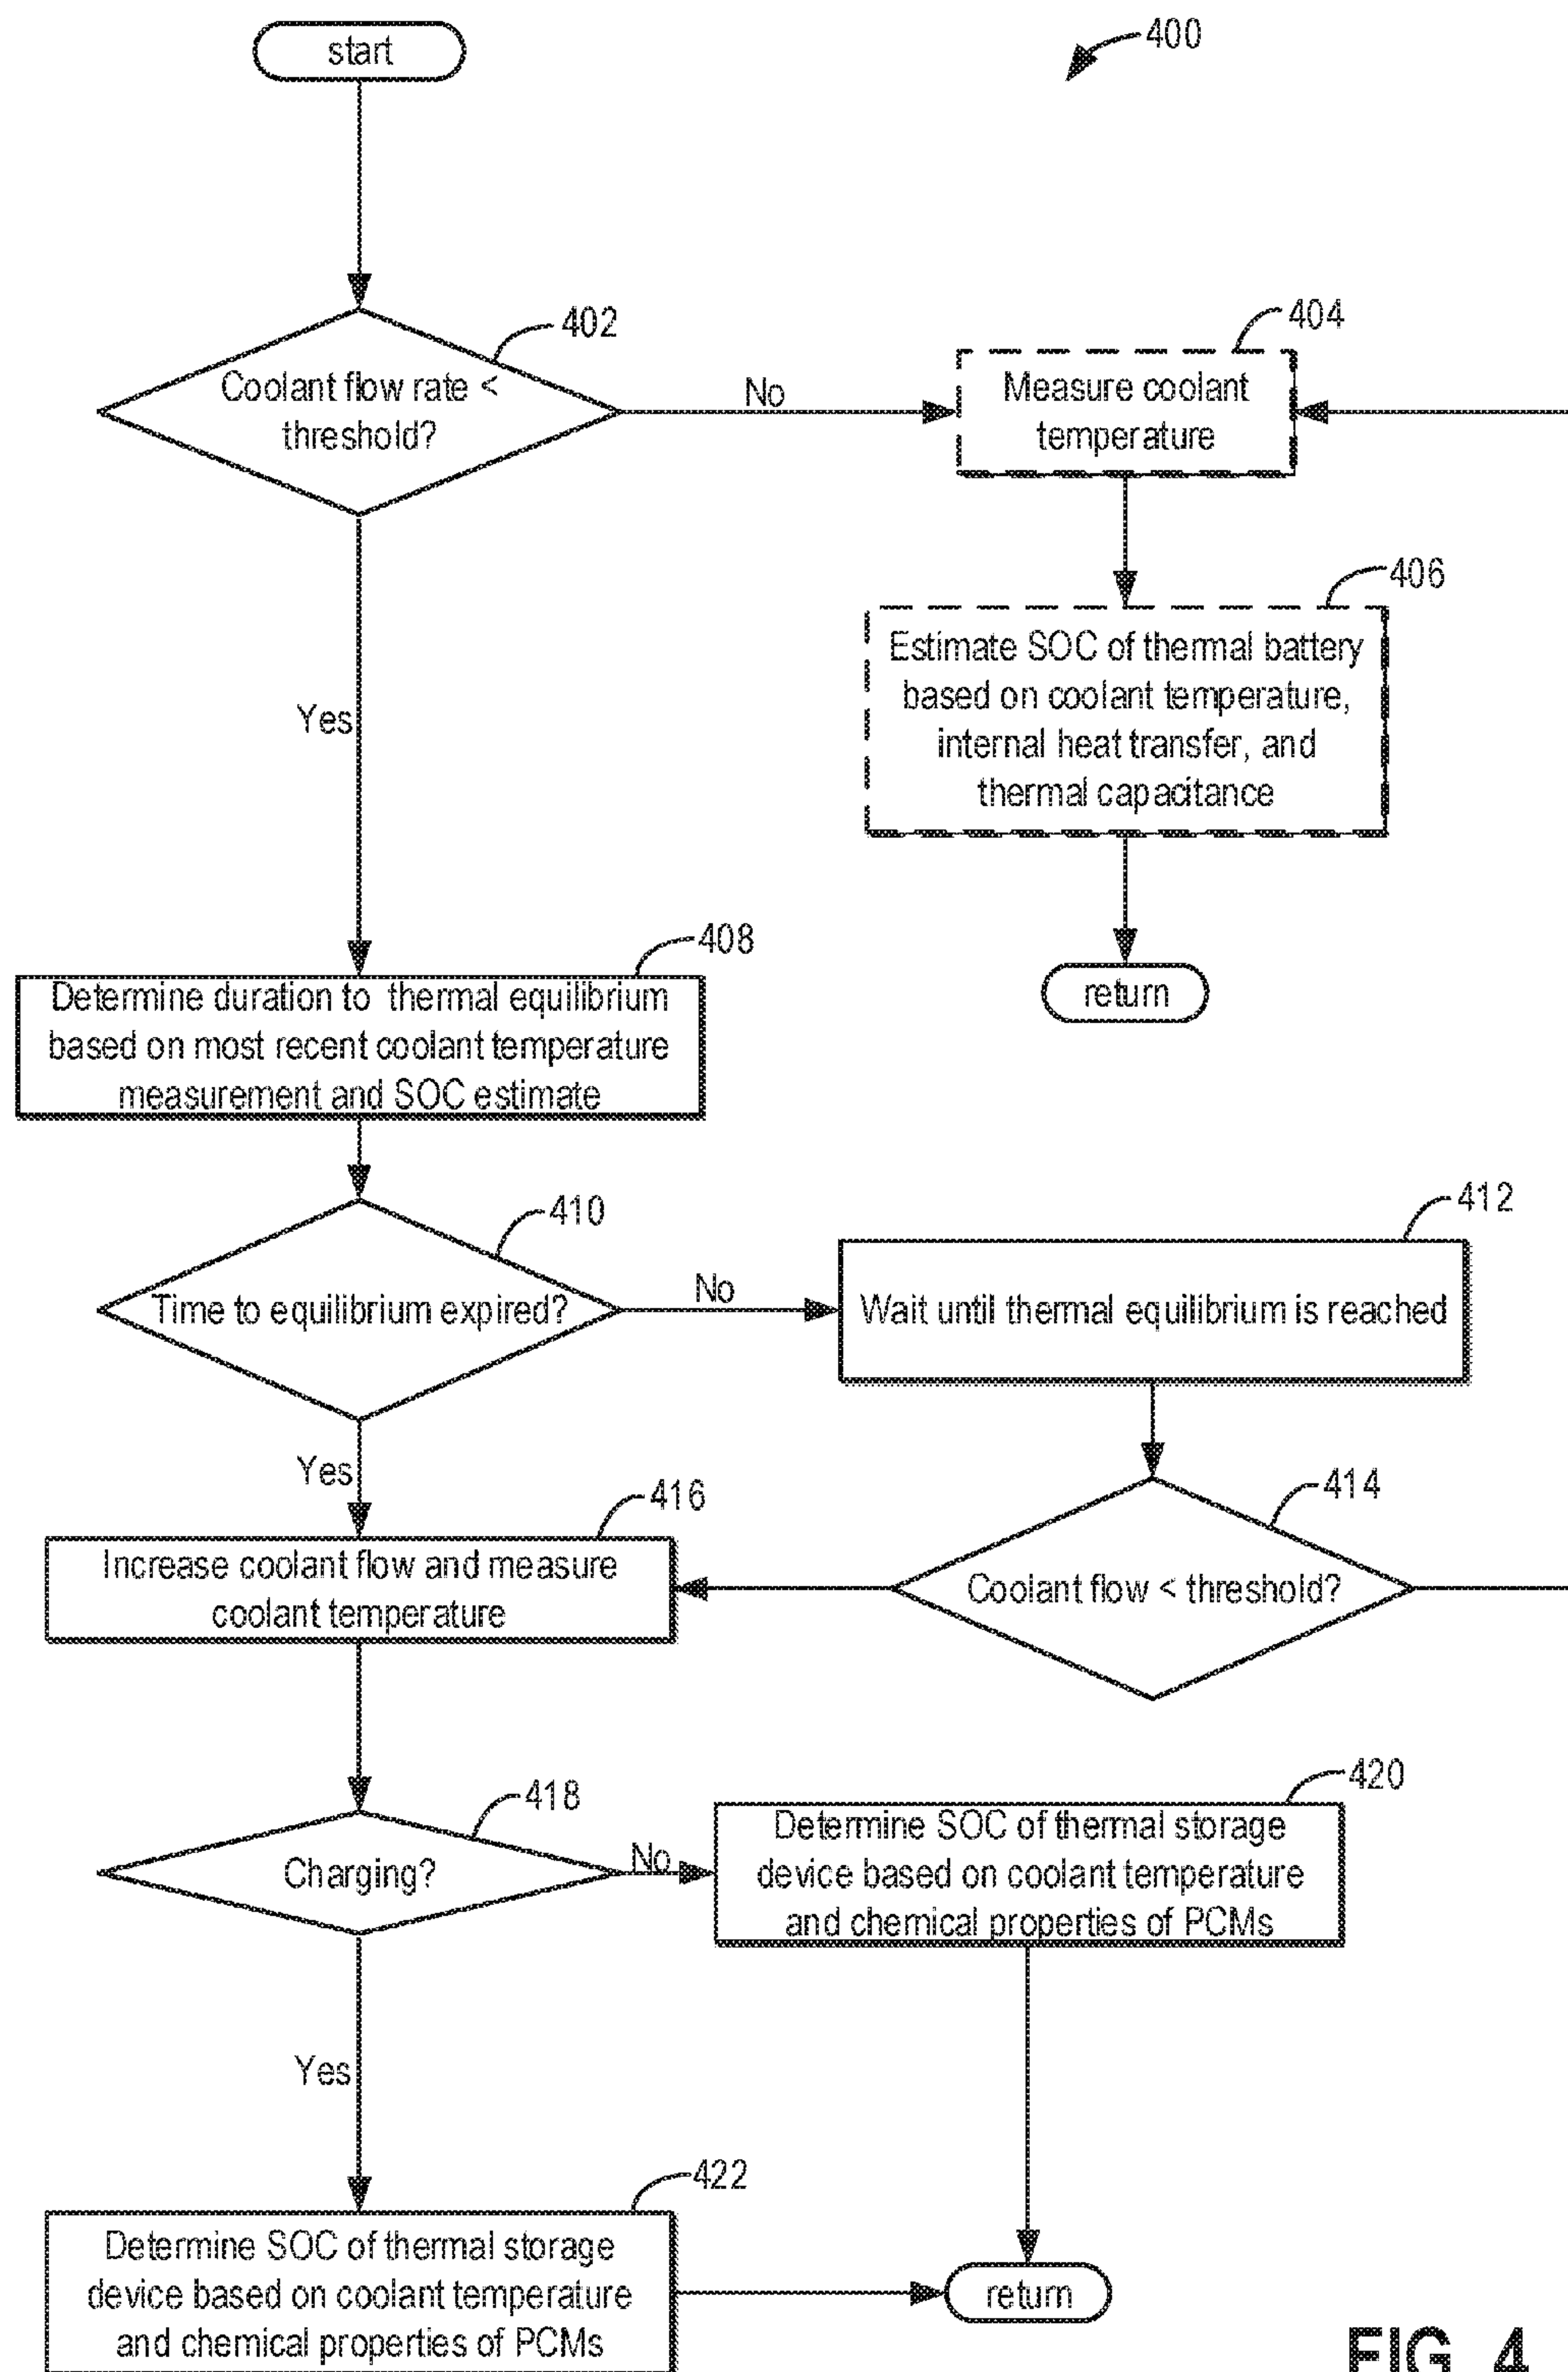 start
400
402
Coolant flow rate <
threshold?
No
404
Measure coolant
temperature
406
Estimate SOC of thermal battery
based on coolant temperature,
internal heat transfer, and
thermal capacitance
Yes
return
408
Determine duration to thermal equilibrium
based on most recent coolant temperature
measurement and SOC estimate
410
Time to equilibrium expired?
No
412
Wait until thermal equilibrium is reached
Yes
414
Coolant flow < threshold?
416
Increase coolant flow and measure
coolant temperature
418
Charging?
No
420
Determine SOC of thermal storage
device based on coolant temperature
and chemical properties of PCMs
Yes
422
Determine SOC of thermal storage
device based on coolant temperature
and chemical properties of PCMs
return
FIG. 4